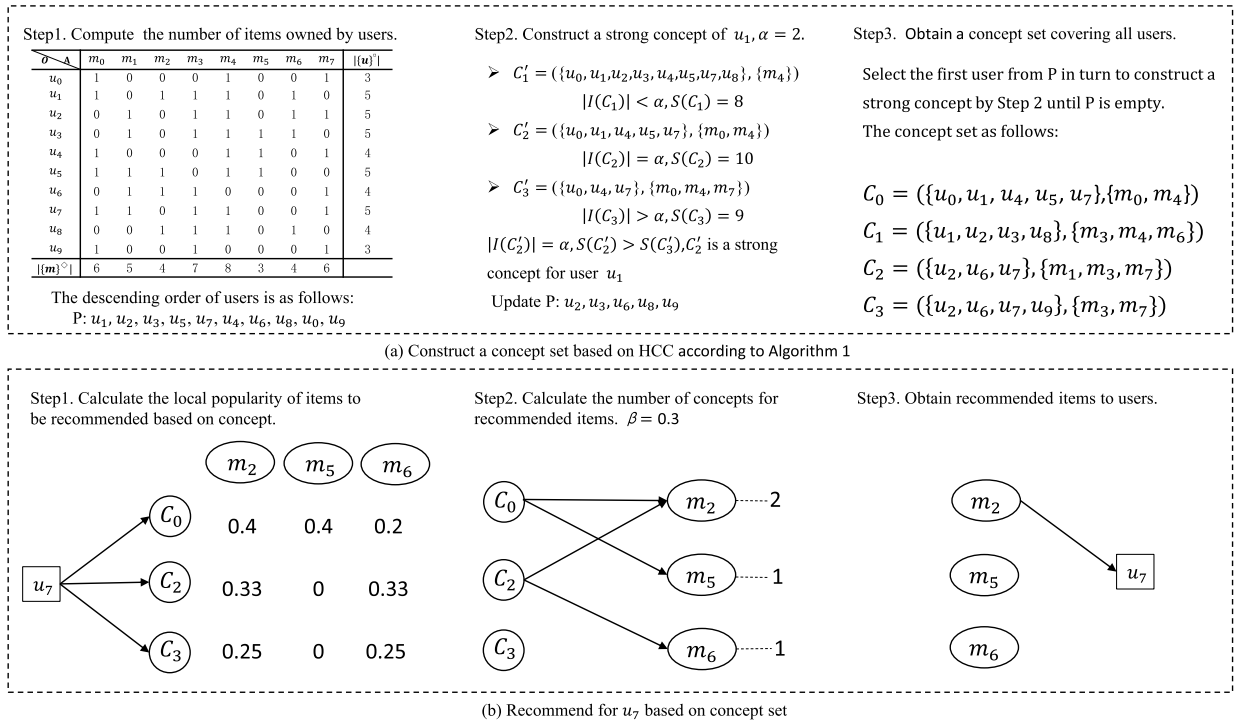 Step1. Compute the number of items owned by users.
O A m0 m1 m2 m3 m4 m5 m6 m7 |{u}°|
u0 1 0 0 0 1 0 0 1 3
u1 1 0 1 1 1 0 1 0 5
u2 0 1 0 1 1 0 1 1 5
u3 0 1 0 1 1 1 1 0 5
u4 1 0 0 0 1 1 0 1 4
u5 1 1 1 0 1 1 0 0 5
u6 0 1 1 1 0 0 0 1 4
u7 1 1 0 1 1 0 0 1 5
u8 0 0 1 1 1 0 1 0 4
u9 1 0 0 1 0 0 0 1 3
|{m}◇| 6 5 4 7 8 3 4 6
The descending order of users is as follows:
P: u1, u2, u3, u5, u7, u4, u6, u8, u0, u9
Step2. Construct a strong concept of u1, α = 2.
➢ C′1 = ({u0, u1,u2,u3, u4,u5,u7,u8}, {m4})
|I(C1)| < α, S(C1) = 8
➢ C′2 = ({u0, u1, u4, u5, u7}, {m0, m4})
|I(C2)| = α, S(C2) = 10
➢ C′3 = ({u0, u4, u7}, {m0, m4, m7})
|I(C3)| > α, S(C3) = 9
|I(C′2)| = α, S(C′2) > S(C′3),C′2 is a strong
concept for user u1
Update P: u2, u3, u6, u8, u9
Step3. Obtain a concept set covering all users.
Select the first user from P in turn to construct a
strong concept by Step 2 until P is empty.
The concept set as follows:
C0 = ({u0, u1, u4, u5, u7},{m0, m4})
C1 = ({u1, u2, u3, u8}, {m3, m4, m6})
C2 = ({u2, u6, u7}, {m1, m3, m7})
C3 = ({u2, u6, u7, u9}, {m3, m7})
(a) Construct a concept set based on HCC according to Algorithm 1
Step1. Calculate the local popularity of items to
be recommended based on concept.
m2 m5 m6
C0 0.4 0.4 0.2
u7 C2 0.33 0 0.33
C3 0.25 0 0.25
Step2. Calculate the number of concepts for
recommended items. β = 0.3
C0 m2 2
C2 m5 1
C3 m6 1
Step3. Obtain recommended items to users.
m2
m5 u7
m6
(b) Recommend for u7 based on concept set